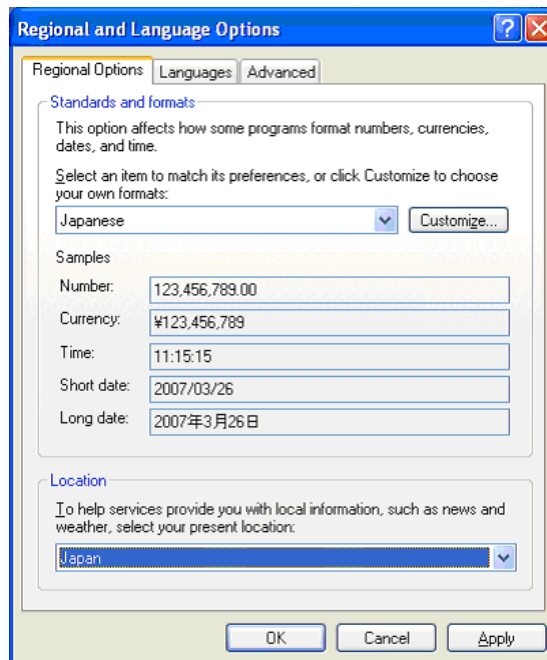 Regional and Language Options
Regional Options Languages Advanced
Standards and formats
This option affects how some programs format numbers, currencies,
dates, and time.
Select an item to match its preferences, or click Customize to choose
your own formats:
Japanese Customize...
Samples
Number: 123,456,789.00
Currency: ¥123,456,789
Time: 11:15:15
Short date: 2007/03/26
Long date: 2007年3月26日
Location
To help services provide you with local information, such as news and
weather, select your present location:
Japan
OK Cancel Apply